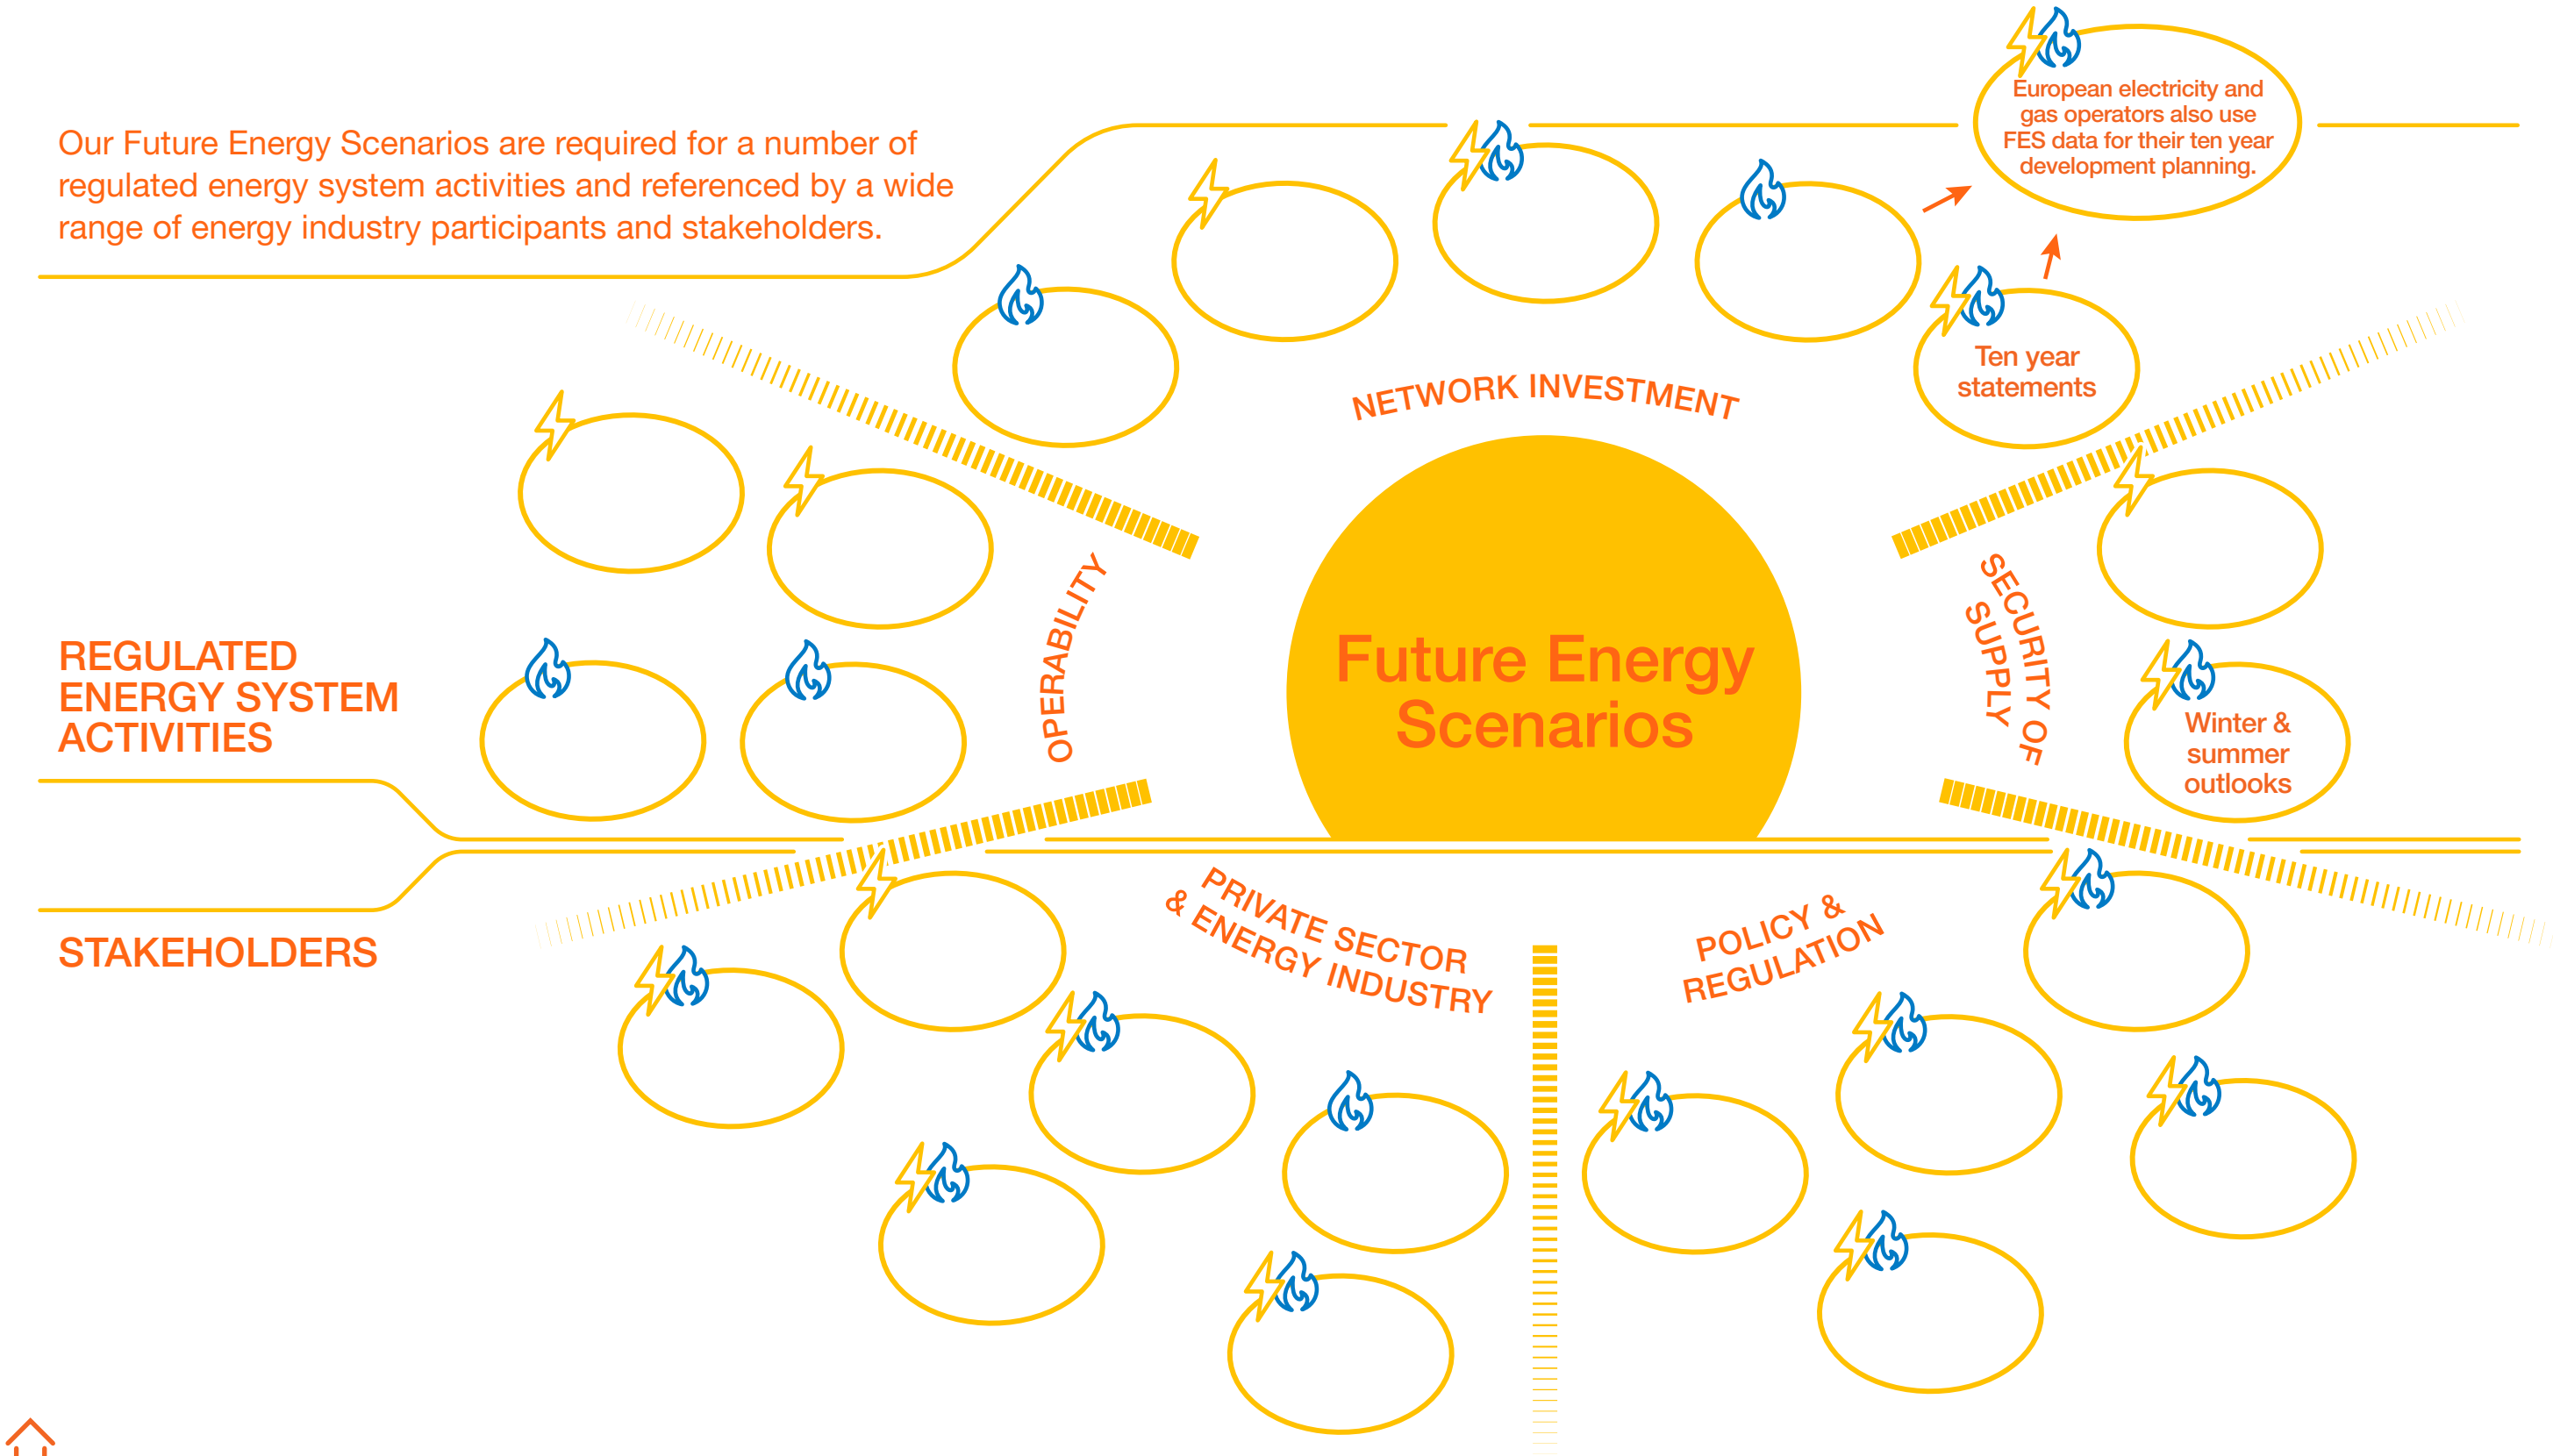 Our Future Energy Scenarios are required for a number of
regulated energy system activities and referenced by a wide
range of energy industry participants and stakeholders.
European electricity and
gas operators also use
FES data for their ten year
development planning.
Ten year
statements
NETWORK INVESTMENT
OPERABILITY
SECURITY OF
SUPPLY
Future Energy
Scenarios
Winter &
summer
outlooks
REGULATED
ENERGY SYSTEM
ACTIVITIES
STAKEHOLDERS
PRIVATE SECTOR
& ENERGY INDUSTRY
POLICY &
REGULATION